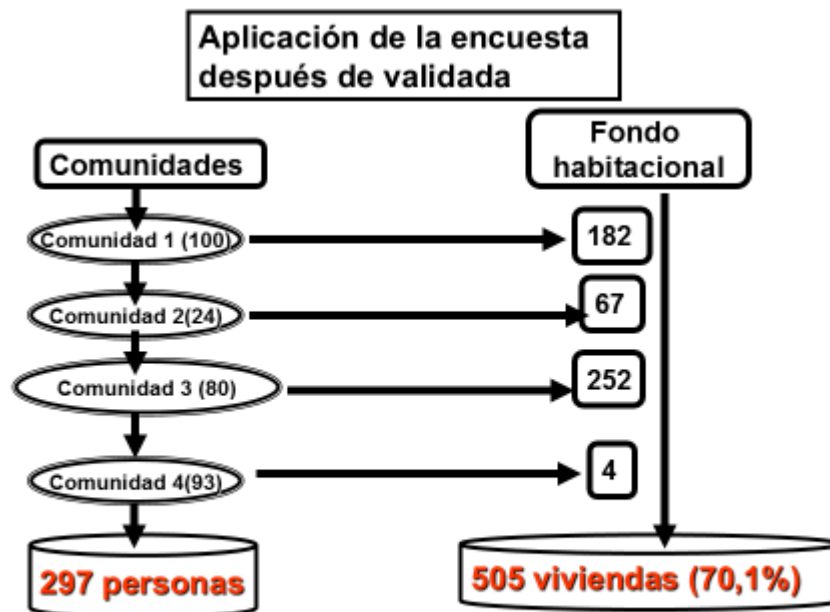 Aplicación de la encuesta
después de validada
Comunidades
Fondo
habitacional
Comunidad 1 (100)
182
Comunidad 2(24)
67
Comunidad 3 (80)
252
Comunidad 4(93)
4
297 personas
505 viviendas (70,1%)